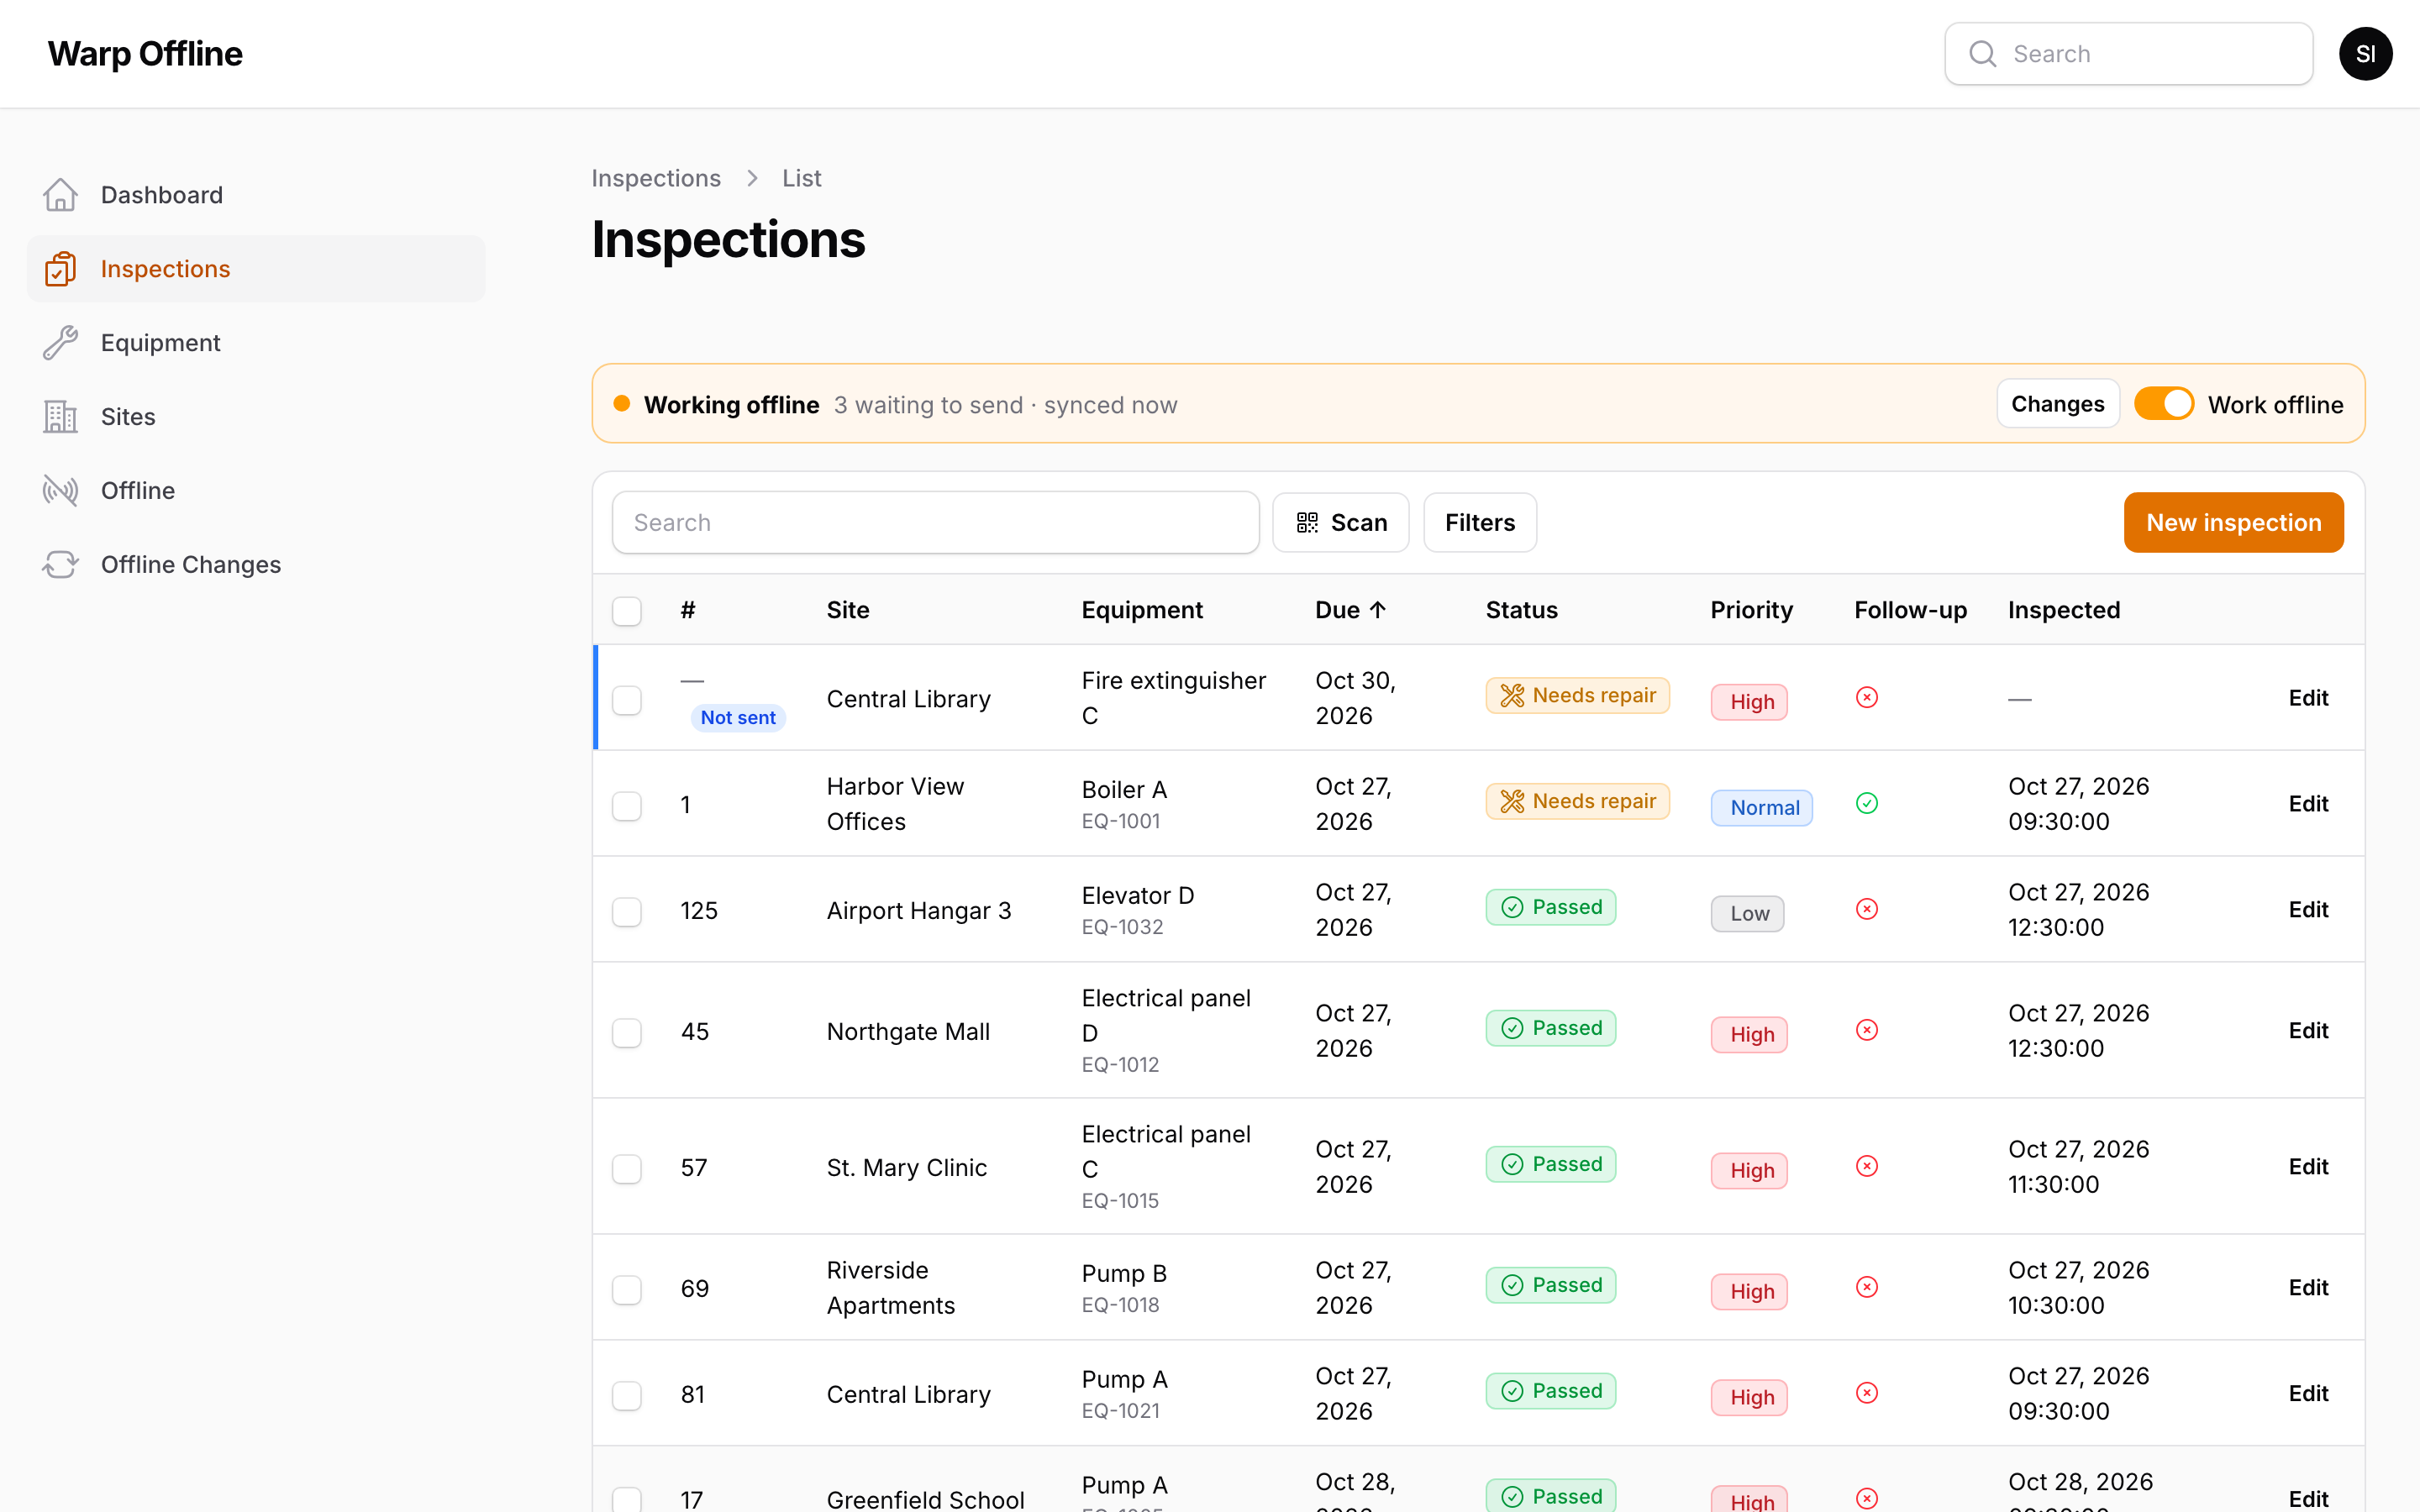 Warp Offline
Search
SI
Dashboard
Inspections
Equipment
Sites
Offline
Offline Changes
Inspections > List
Inspections
Working offline 3 waiting to send · synced now
Changes
Work offline
Search
Scan
Filters
New inspection
# Site Equipment Due ↑ Status Priority Follow-up Inspected
—
Not sent
Central Library
Fire extinguisher
C
Oct 30,
2026
Needs repair
High
—
Edit
1
Harbor View
Offices
Boiler A
EQ-1001
Oct 27,
2026
Needs repair
Normal
Oct 27, 2026
09:30:00
Edit
125
Airport Hangar 3
Elevator D
EQ-1032
Oct 27,
2026
Passed
Low
Oct 27, 2026
12:30:00
Edit
45
Northgate Mall
Electrical panel
D
EQ-1012
Oct 27,
2026
Passed
High
Oct 27, 2026
12:30:00
Edit
57
St. Mary Clinic
Electrical panel
C
EQ-1015
Oct 27,
2026
Passed
High
Oct 27, 2026
11:30:00
Edit
69
Riverside
Apartments
Pump B
EQ-1018
Oct 27,
2026
Passed
High
Oct 27, 2026
10:30:00
Edit
81
Central Library
Pump A
EQ-1021
Oct 27,
2026
Passed
High
Oct 27, 2026
09:30:00
Edit
17
Greenfield School
Pump A
Oct 28,
Passed
High
Oct 28, 2026
Edit